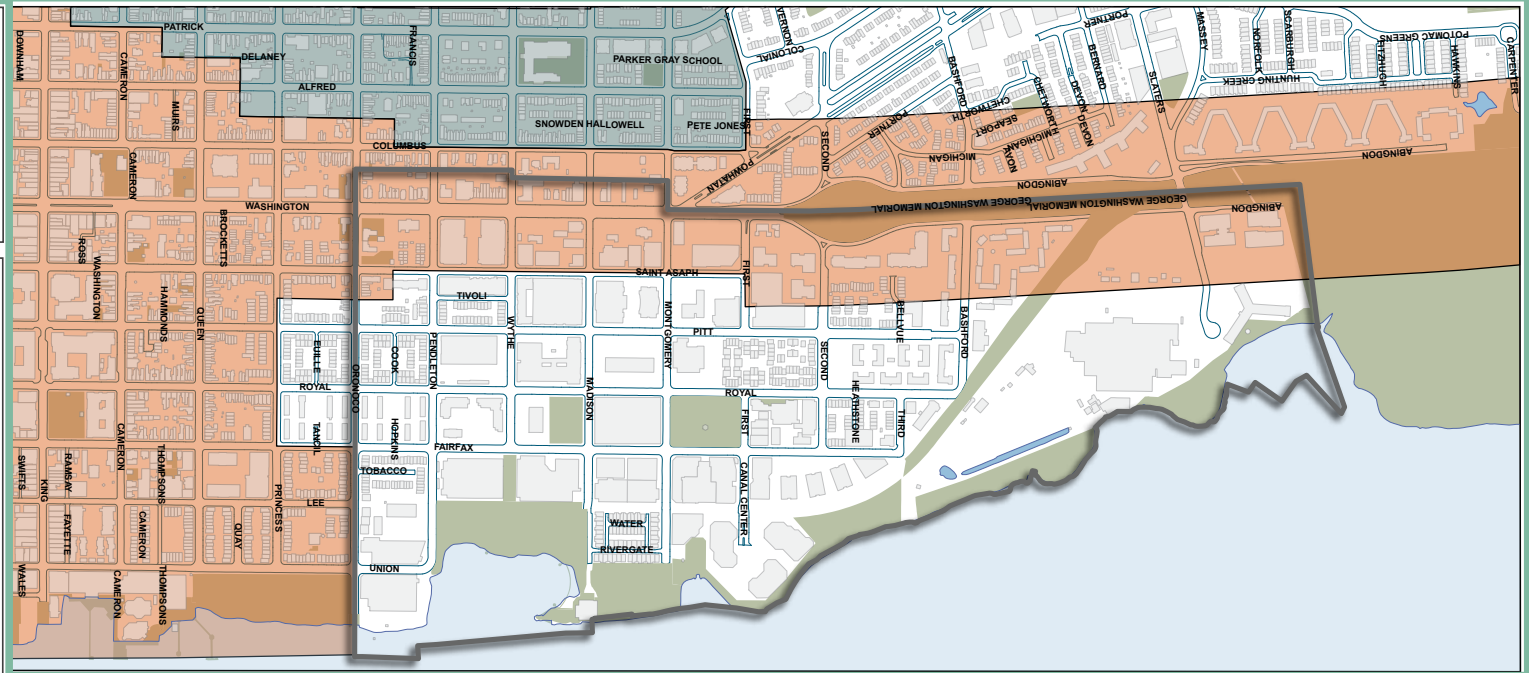 PATRICK
DOWNHAM
CAMERON
DELANEY
FRANCIS
ALFRED
MUIRS
PARKER GRAY SCHOOL
SNOWDEN HALLOWELL
PETE JONES
FIRST
COLUMBUS
VERNON
COLONIAL
PORTNER
MASSEY
SCARBURGH
NORFOLK
POTOMAC GREENS
FITZHUGH
HAWKINS
CARPENTER
HUNTING CREEK
BERNARD
BASHFORD
SLATERS
DEVON
CHETWORTH
CHETWORTH
SEAPORT
MICHIGAN
DEVON
PORTNER
SECOND
MICHIGAN
POWHATAN
ABINGDON
ABINGDON
CAMERON
WASHINGTON
GEORGE WASHINGTON MEMORIAL
GEORGE WASHINGTON MEMORIAL
GEORGE WASHINGTON MEMORIAL
ABINGDON
BROCKETTS
ROSS
WASHINGTON
SAINT ASAPH
FIRST
TIVOLI
HAMMONDS
QUEEN
WYTHE
MONTGOMERY
PITT
BELLVUE
BASHFORD
EUILLE
COOK
PENDLETON
ORONOCO
SECOND
ROYAL
MADISON
ROYAL
HEATHSTONE
FIRST
THIRD
TANCIL
HOPKINS
CAMERON
FAIRFAX
THOMPSONS
SWIFTS
RAMSAY
KING
TOBACCO
CANAL CENTER
PRINCESS
LEE
FAYETTE
CAMERON
QUAY
WATER
RIVERGATE
UNION
WALES
CAMERON
THOMPSONS